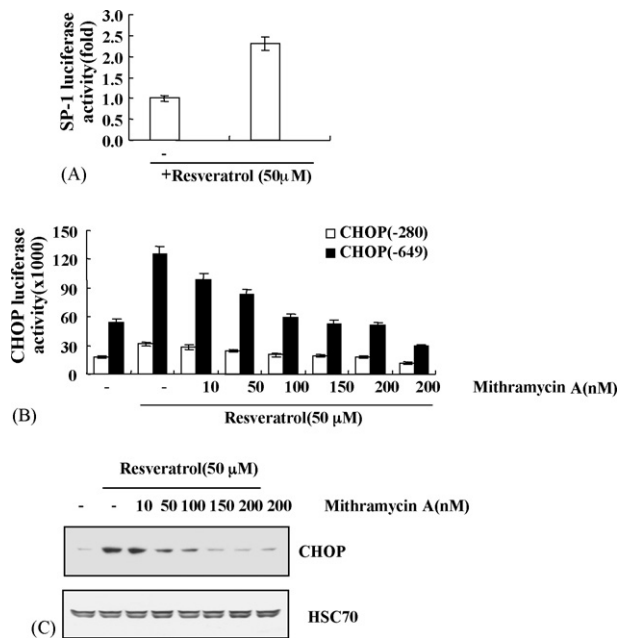 SP-1 luciferase
activity(fold)
3.0
2.5
2.0
1.5
1.0
0.5
0.0
-
+Resveratrol (50μM)
(A)
CHOP luciferase
activity(x1000)
150
120
90
60
30
0
CHOP(-280)
CHOP(-649)
- - 10 50 100 150 200 200 Mithramycin A(nM)
Resveratrol(50 μM)
(B)
Resveratrol(50 μM)
- - 10 50 100 150 200 200 Mithramycin A(nM)
CHOP
HSC70
(C)